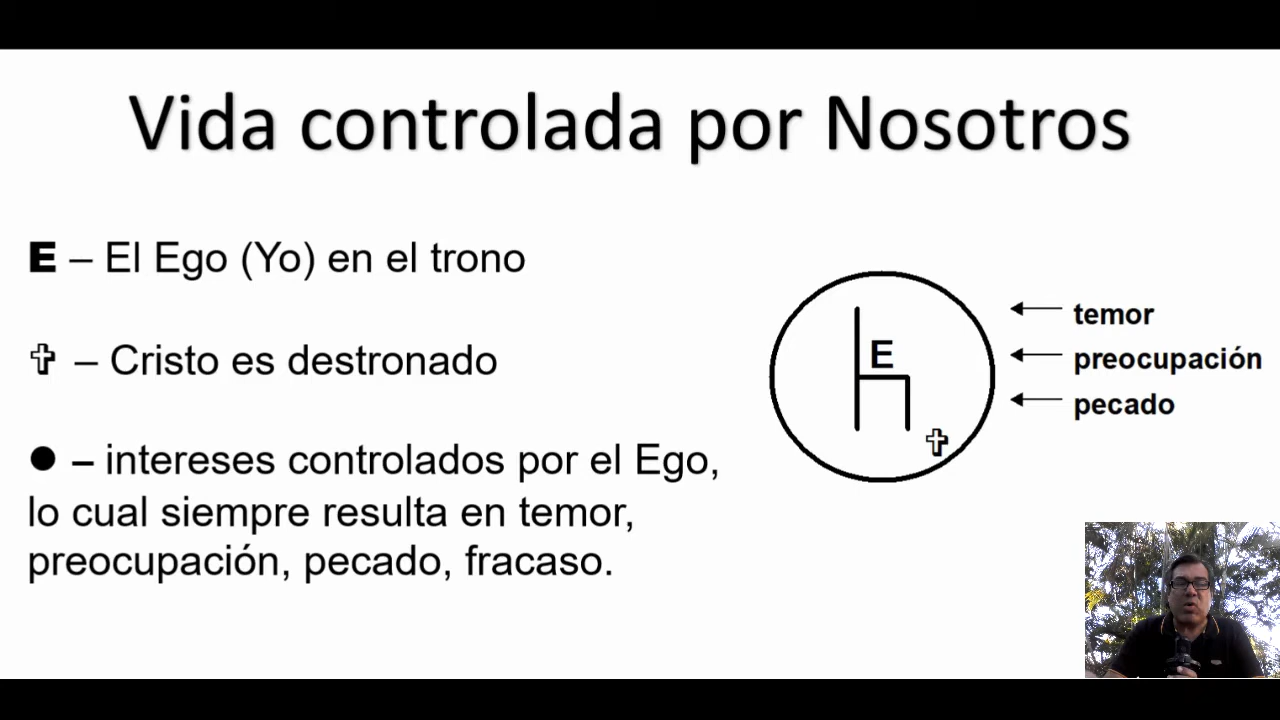 Vida controlada por Nosotros
E – El Ego (Yo) en el trono
✞ – Cristo es destronado
● – intereses controlados por el Ego,
lo cual siempre resulta en temor,
preocupación, pecado, fracaso.
E
temor
preocupación
pecado